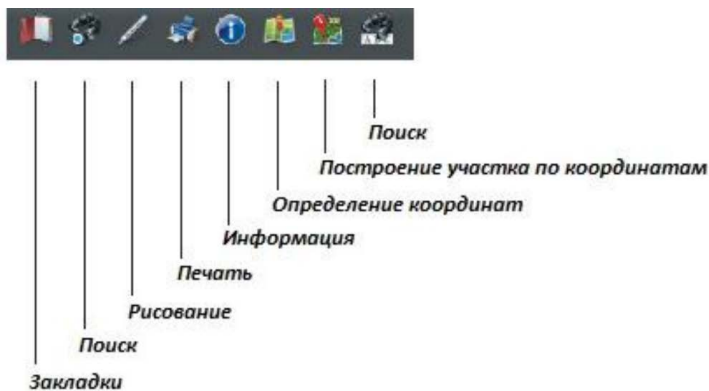 Поиск
Построение участка по координатам
Определение координат
Информация
Печать
Рисование
Поиск
Закладки